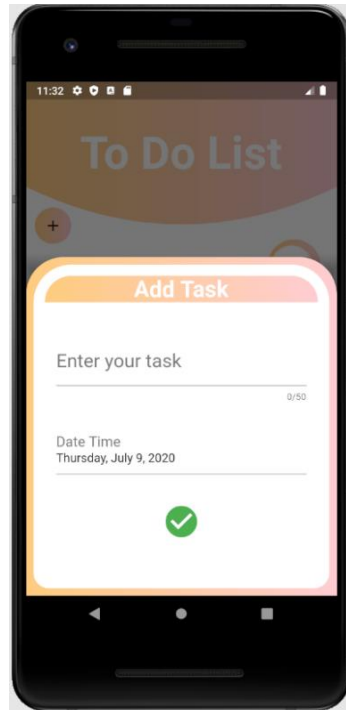 11:32
To Do List
+
Add Task
Enter your task
0/50
Date Time
Thursday, July 9, 2020